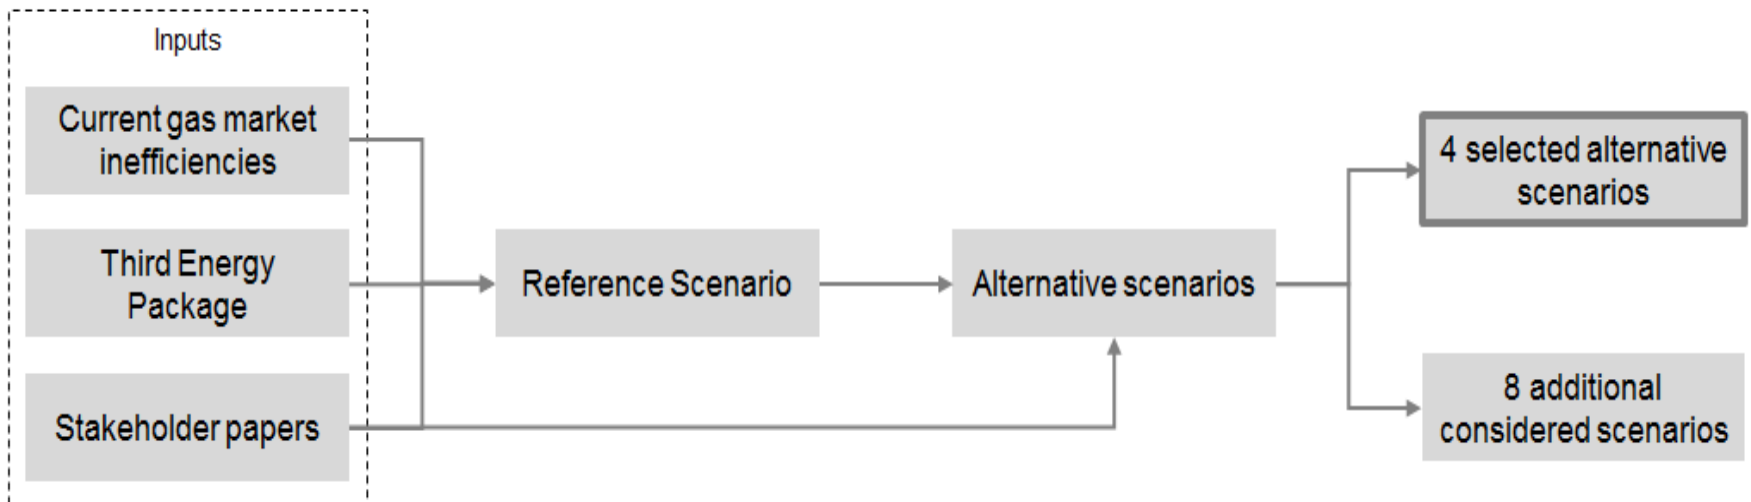 Inputs
Current gas market
inefficiencies
Third Energy
Package
Stakeholder papers
Reference Scenario
Alternative scenarios
4 selected alternative
scenarios
8 additional
considered scenarios